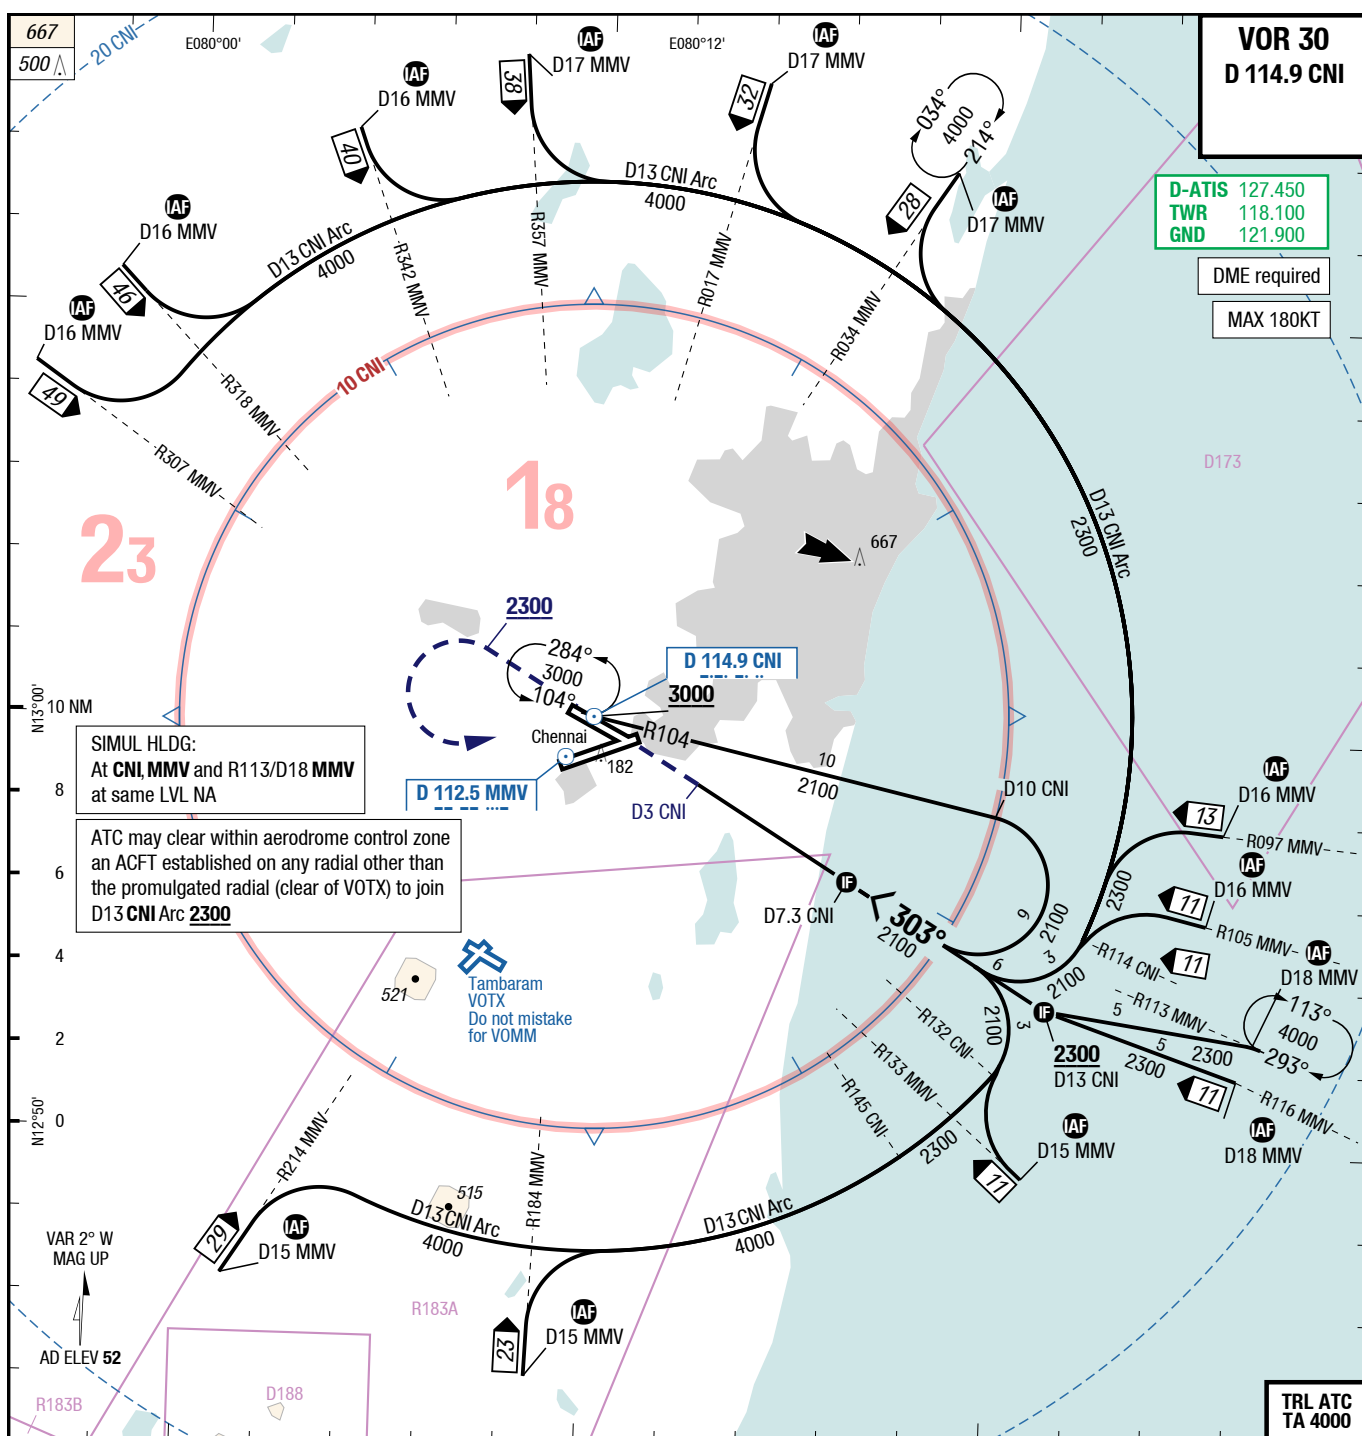 667
500
20 CNI
E080°00'
E080°12'
VOR 30
D 114.9 CNI
IAF
D16 MMV
IAF
D17 MMV
IAF
D17 MMV
38
32
40
034°
4000
214°
28
IAF
D17 MMV
D-ATIS 127.450
TWR 118.100
GND 121.900
DME required
MAX 180KT
IAF
D16 MMV
46
IAF
D16 MMV
49
D13 CNI Arc
4000
D13 CNI Arc
4000
R342 MMV
R357 MMV
R017 MMV
R034 MMV
R318 MMV
R307 MMV
10 CNI
18
23
D173
D13 CNI Arc
2300
667
2300
284°
3000
104°
D 114.9 CNI
3000
R104
Chennai
182
D 112.5 MMV
10
2100
D10 CNI
D3 CNI
N13°00'
10 NM
8
6
4
2
0
N12°50'
SIMUL HLDG:
At CNI, MMV and R113/D18 MMV
at same LVL NA
ATC may clear within aerodrome control zone
an ACFT established on any radial other than
the promulgated radial (clear of VOTX) to join
D13 CNI Arc 2300
IAF
D16 MMV
13
R097 MMV
IAF
D16 MMV
11
R105 MMV
2300
IF
D7.3 CNI
303°
2100
9
6
3
2100
2100
R114 CNI
11
IAF
D18 MMV
R113 MMV
113°
4000
293°
5
2300
5
2300
IF
2300
D13 CNI
11
R116 MMV
IAF
D18 MMV
521
Tambaram
VOTX
Do not mistake
for VOMM
R132 CNI
R133 MMV
R145 CNI
2100
3
2300
IAF
D15 MMV
11
R214 MMV
R184 MMV
515
D13 CNI Arc
4000
D13 CNI Arc
4000
29
IAF
D15 MMV
23
IAF
D15 MMV
VAR 2° W
MAG UP
AD ELEV 52
R183A
R183B
D188
TRL ATC
TA 4000